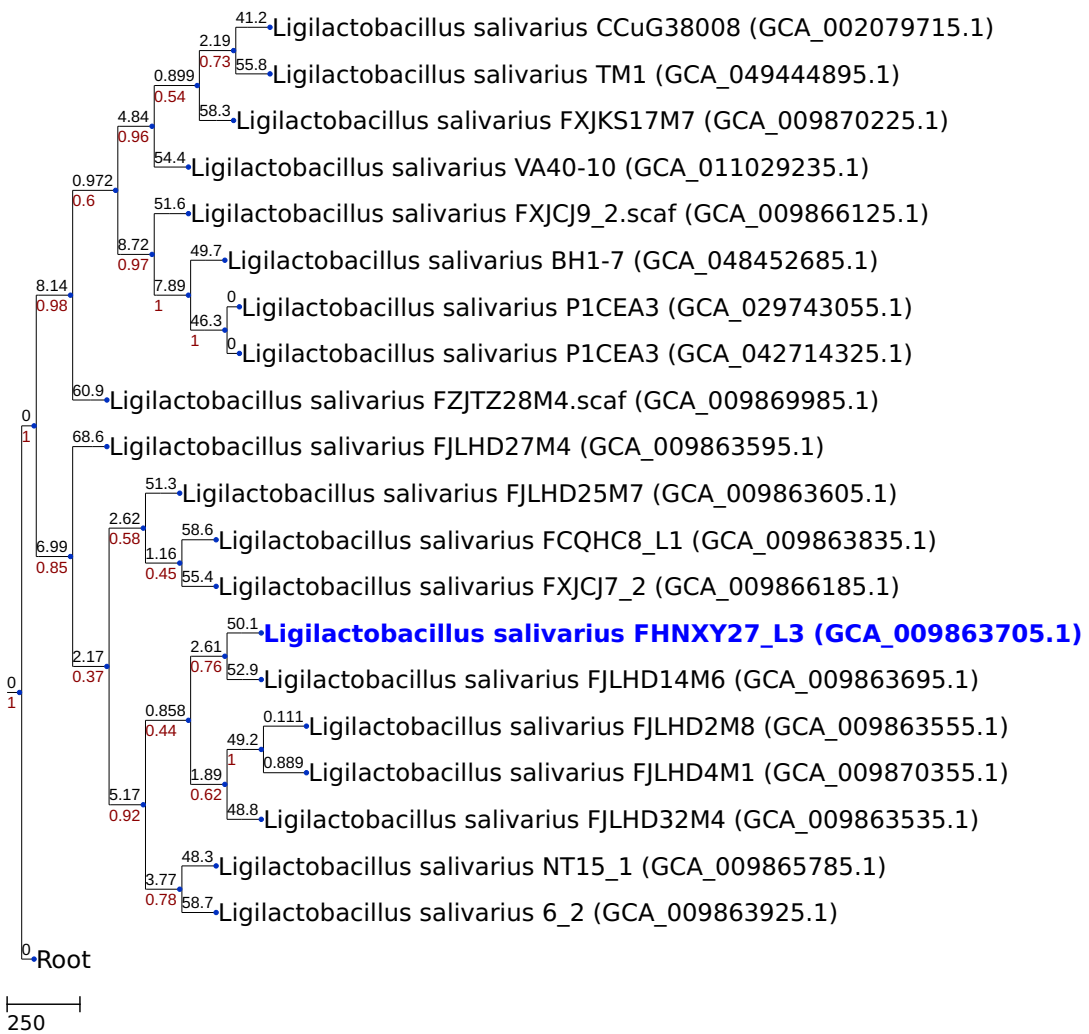 41.2
Ligilactobacillus salivarius CCuG38008 (GCA_002079715.1)
2.19
0.73
55.8
Ligilactobacillus salivarius TM1 (GCA_049444895.1)
0.899
0.54
58.3
Ligilactobacillus salivarius FXJKS17M7 (GCA_009870225.1)
4.84
0.96
54.4
Ligilactobacillus salivarius VA40-10 (GCA_011029235.1)
0.972
0.6
51.6
Ligilactobacillus salivarius FXJCJ9_2.scaf (GCA_009866125.1)
8.72
0.97
49.7
Ligilactobacillus salivarius BH1-7 (GCA_048452685.1)
7.89
1
0
Ligilactobacillus salivarius P1CEA3 (GCA_029743055.1)
46.3
1
0
Ligilactobacillus salivarius P1CEA3 (GCA_042714325.1)
8.14
0.98
60.9
Ligilactobacillus salivarius FZJTZ28M4.scaf (GCA_009869985.1)
0
1
68.6
Ligilactobacillus salivarius FJLHD27M4 (GCA_009863595.1)
51.3
Ligilactobacillus salivarius FJLHD25M7 (GCA_009863605.1)
2.62
0.58
58.6
Ligilactobacillus salivarius FCQHC8_L1 (GCA_009863835.1)
1.16
0.45
55.4
Ligilactobacillus salivarius FXJCJ7_2 (GCA_009866185.1)
6.99
0.85
50.1
Ligilactobacillus salivarius FHNXY27_L3 (GCA_009863705.1)
2.61
0.76
52.9
Ligilactobacillus salivarius FJLHD14M6 (GCA_009863695.1)
2.17
0.37
0
1
0.858
0.44
0.111
Ligilactobacillus salivarius FJLHD2M8 (GCA_009863555.1)
49.2
1
0.889
Ligilactobacillus salivarius FJLHD4M1 (GCA_009870355.1)
1.89
0.62
48.8
Ligilactobacillus salivarius FJLHD32M4 (GCA_009863535.1)
5.17
0.92
48.3
Ligilactobacillus salivarius NT15_1 (GCA_009865785.1)
3.77
0.78
58.7
Ligilactobacillus salivarius 6_2 (GCA_009863925.1)
0
Root
250